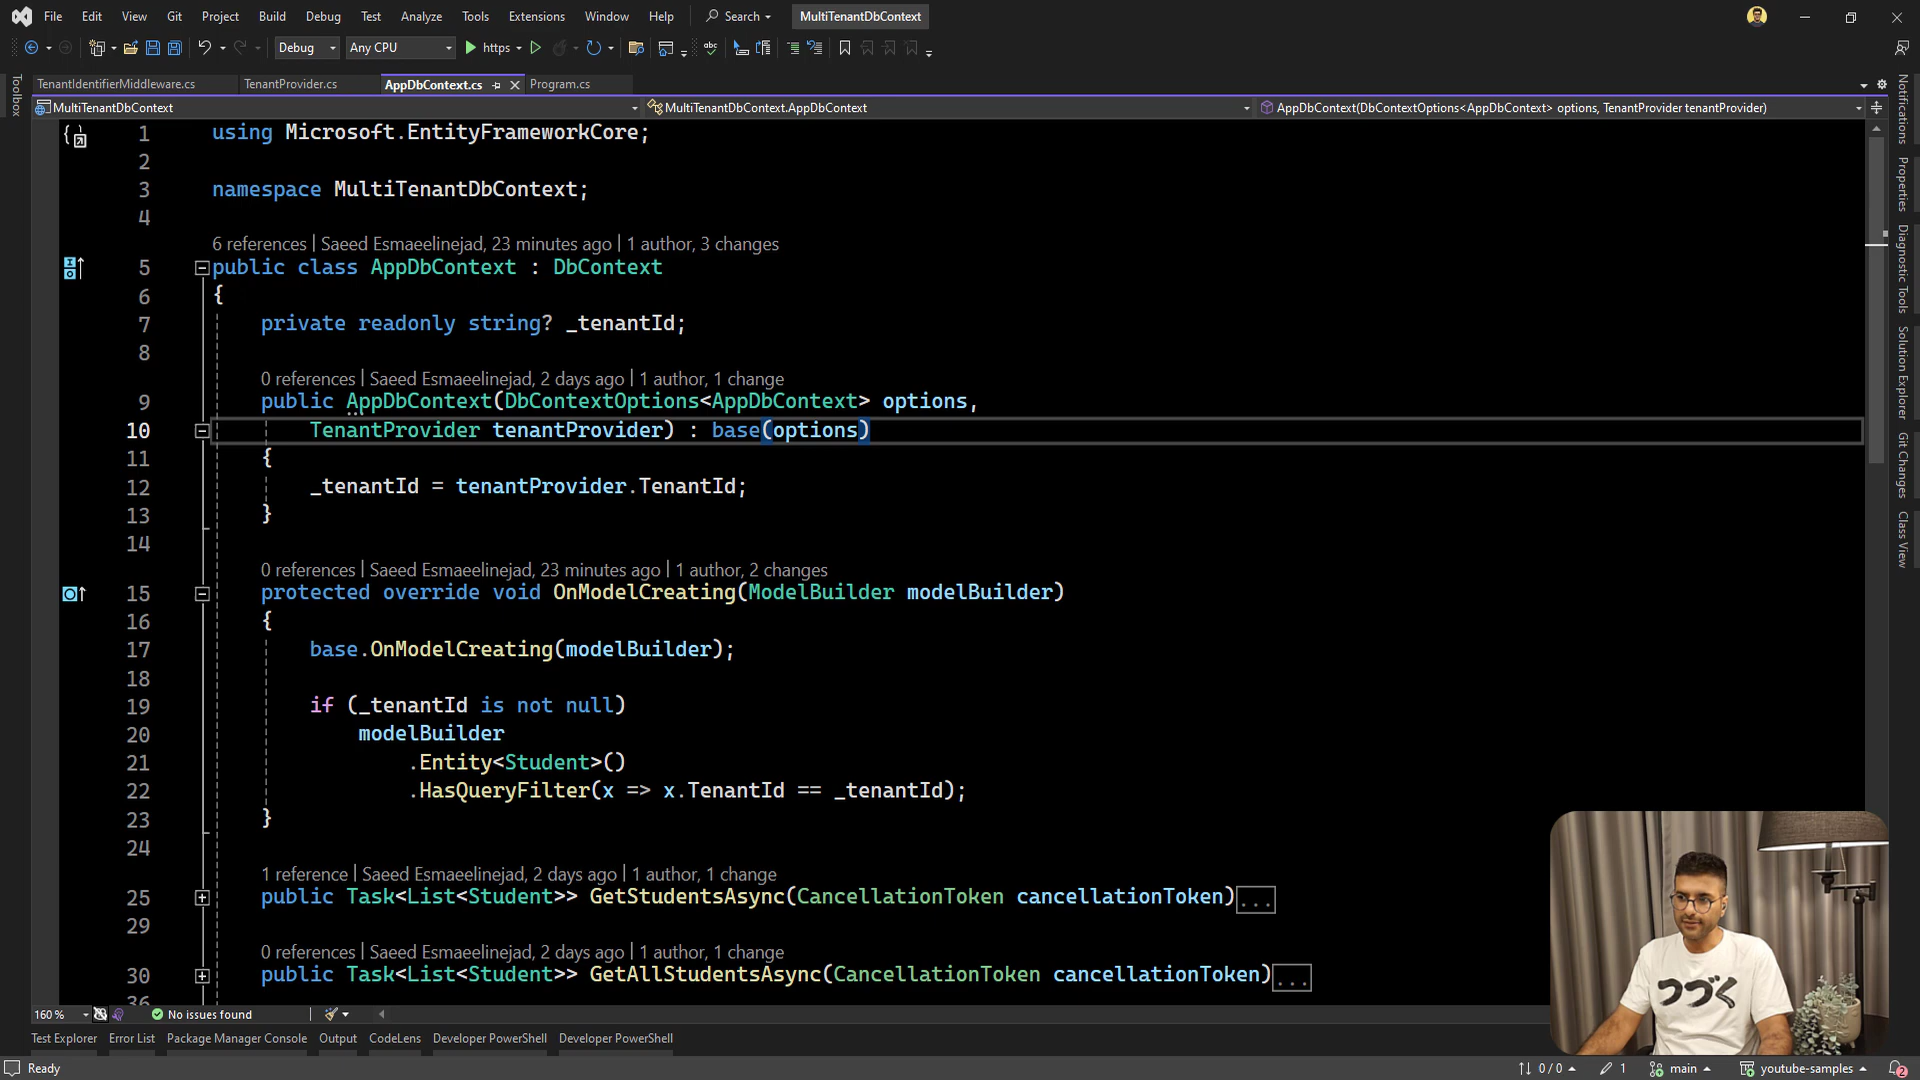 File Edit View Git Project Build Debug Test Analyze Tools Extensions Window Help Search MultiTenantDbContext
Debug Any CPU https
TenantIdentifierMiddleware.cs TenantProvider.cs AppDbContext.cs Program.cs
MultiTenantDbContext MultiTenantDbContext.AppDbContext AppDbContext(DbContextOptions<AppDbContext> options, TenantProvider tenantProvider)
Toolbox
1 using Microsoft.EntityFrameworkCore;
2
3 namespace MultiTenantDbContext;
4
6 references | Saeed Esmaeelinejad, 23 minutes ago | 1 author, 3 changes
5 public class AppDbContext : DbContext
6 {
7 private readonly string? _tenantId;
8
0 references | Saeed Esmaeelinejad, 2 days ago | 1 author, 1 change
9 public AppDbContext(DbContextOptions<AppDbContext> options,
10 TenantProvider tenantProvider) : base(options)
11 {
12 _tenantId = tenantProvider.TenantId;
13 }
14
0 references | Saeed Esmaeelinejad, 23 minutes ago | 1 author, 2 changes
15 protected override void OnModelCreating(ModelBuilder modelBuilder)
16 {
17 base.OnModelCreating(modelBuilder);
18
19 if (_tenantId is not null)
20 modelBuilder
21 .Entity<Student>()
22 .HasQueryFilter(x => x.TenantId == _tenantId);
23 }
24
1 reference | Saeed Esmaeelinejad, 2 days ago | 1 author, 1 change
25 public Task<List<Student>> GetStudentsAsync(CancellationToken cancellationToken)...
29
0 references | Saeed Esmaeelinejad, 2 days ago | 1 author, 1 change
30 public Task<List<Student>> GetAllStudentsAsync(CancellationToken cancellationToken)...
36
Notifications
Properties
Diagnostic Tools
Solution Explorer
Git Changes
Class View
つづく
160 % No issues found
Test Explorer Error List Package Manager Console Output CodeLens Developer PowerShell Developer PowerShell
Ready 0 / 0 1 main youtube-samples 2